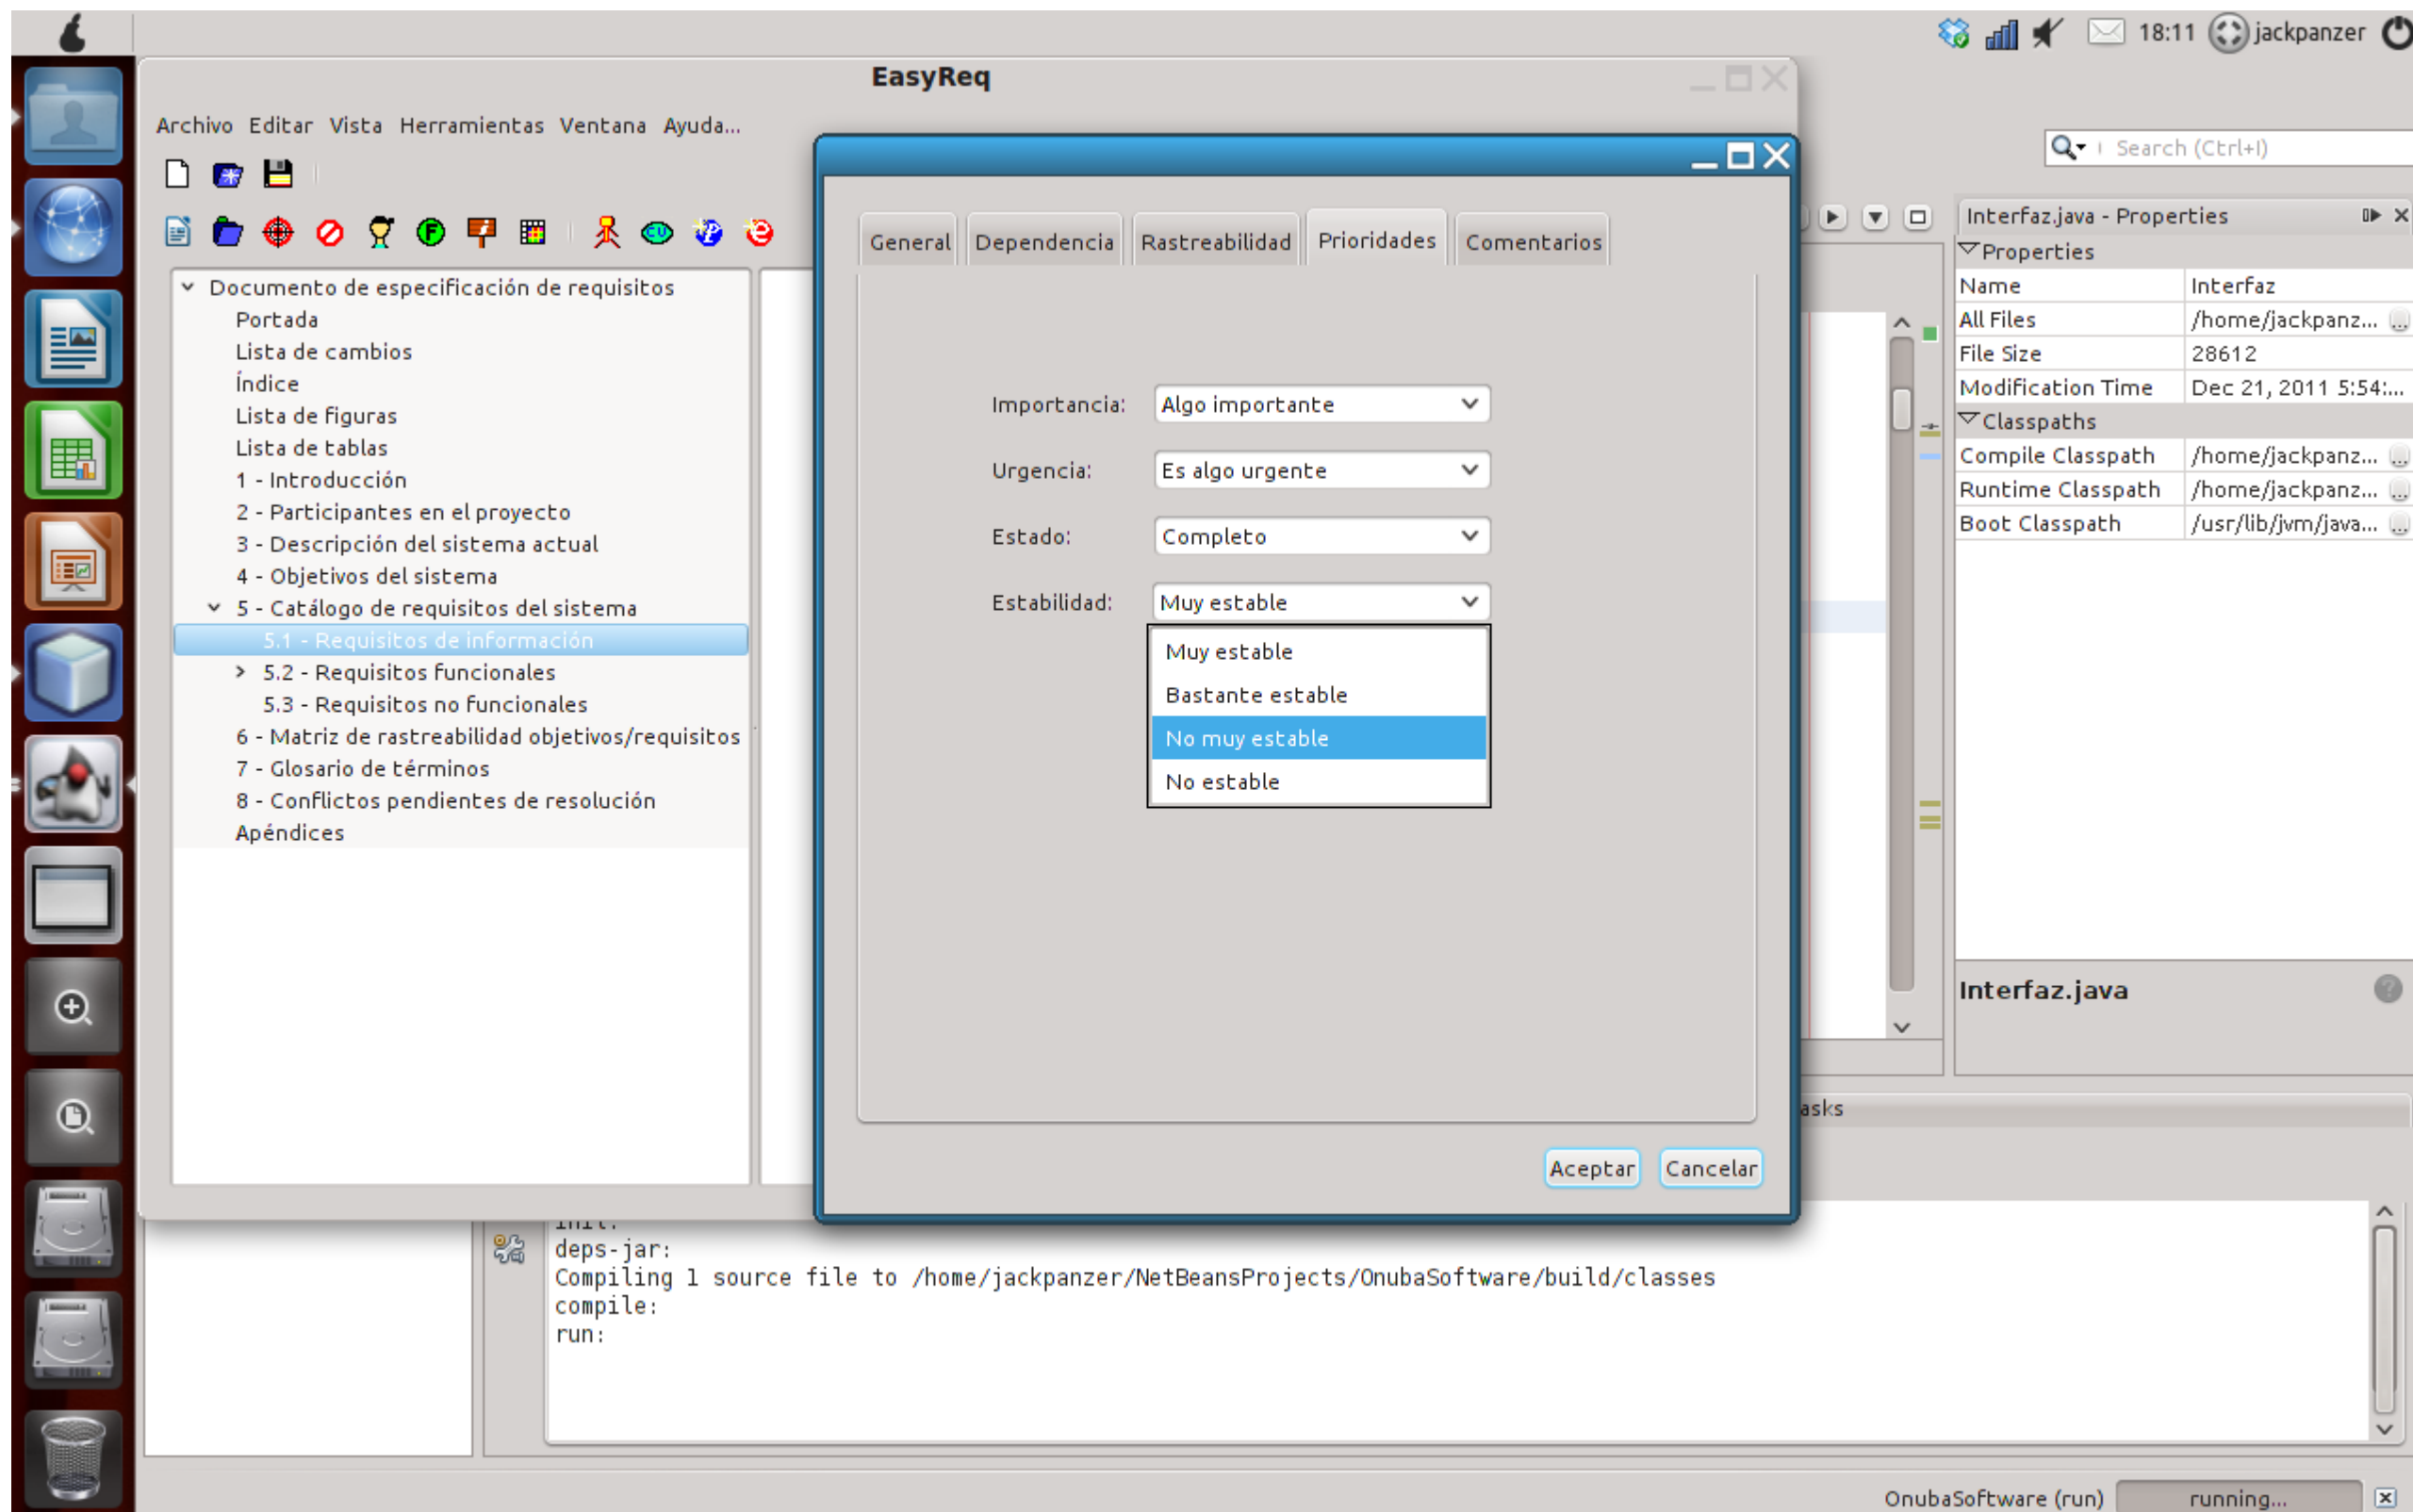 18:11 jackpanzer
EasyReq
Archivo Editar Vista Herramientas Ventana Ayuda...
Search (Ctrl+I)
General Dependencia Rastreabilidad Prioridades Comentarios
Documento de especificación de requisitos
Portada
Lista de cambios
Índice
Lista de figuras
Lista de tablas
1 - Introducción
2 - Participantes en el proyecto
3 - Descripción del sistema actual
4 - Objetivos del sistema
5 - Catálogo de requisitos del sistema
5.1 - Requisitos de información
5.2 - Requisitos funcionales
5.3 - Requisitos no funcionales
6 - Matriz de rastreabilidad objetivos/requisitos
7 - Glosario de términos
8 - Conflictos pendientes de resolución
Apéndices
Importancia: Algo importante
Urgencia: Es algo urgente
Estado: Completo
Estabilidad: Muy estable
Muy estable
Bastante estable
No muy estable
No estable
Aceptar Cancelar
Interfaz.java - Properties
Properties
Name Interfaz
All Files /home/jackpanz... ...
File Size 28612
Modification Time Dec 21, 2011 5:54:...
Classpaths
Compile Classpath /home/jackpanz... ...
Runtime Classpath /home/jackpanz... ...
Boot Classpath /usr/lib/jvm/java... ...
Interfaz.java
asks
init:
deps-jar:
Compiling 1 source file to /home/jackpanzer/NetBeansProjects/OnubaSoftware/build/classes
compile:
run:
OnubaSoftware (run) running...